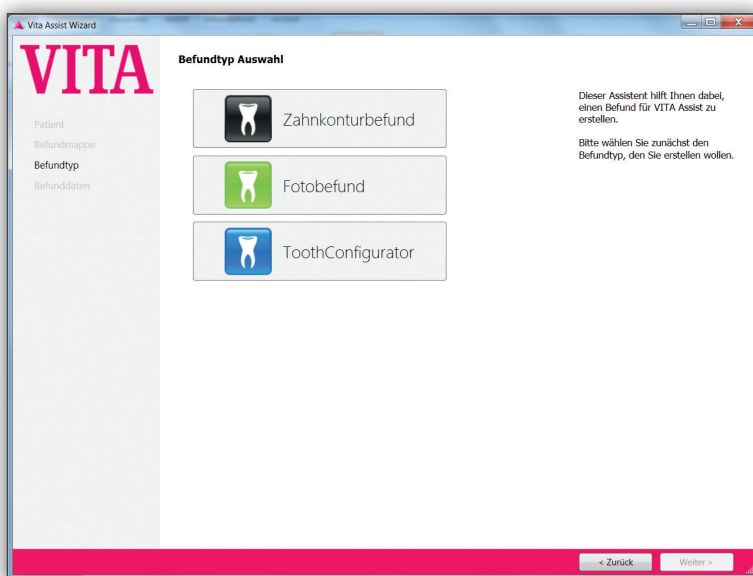 Vita Assist Wizard
VITA
Patient
Befundmappe
Befundtyp
Befunddaten
Befundtyp Auswahl
Zahnkonturbefund
Fotobefund
ToothConfigurator
Dieser Assistent hilft Ihnen dabei,
einen Befund für VITA Assist zu
erstellen.
Bitte wählen Sie zunächst den
Befundtyp, den Sie erstellen wollen.
< Zurück
Weiter >